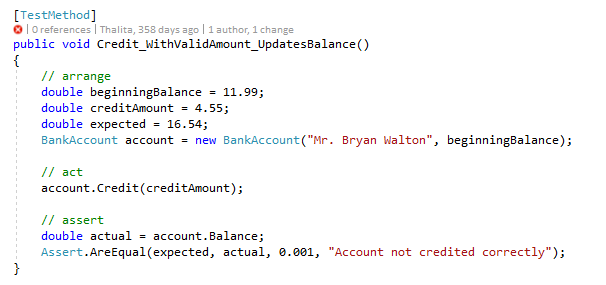 [TestMethod]
| 0 references | Thalita, 358 days ago | 1 author, 1 change
public void Credit_WithValidAmount_UpdatesBalance()
{
// arrange
double beginningBalance = 11.99;
double creditAmount = 4.55;
double expected = 16.54;
BankAccount account = new BankAccount("Mr. Bryan Walton", beginningBalance);
// act
account.Credit(creditAmount);
// assert
double actual = account.Balance;
Assert.AreEqual(expected, actual, 0.001, "Account not credited correctly");
}